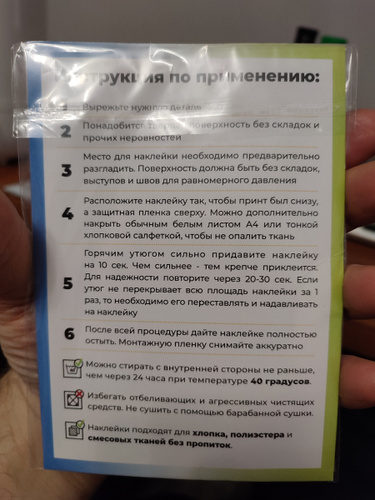 Инструкция по применению:
1 Вырежьте нужную деталь
2 Понадобится поверхность без складок и
прочих неровностей
3 Место для наклейки необходимо предварительно
разгладить. Поверхность должна быть без складок,
выступов и швов для равномерного давления
4 Расположите наклейку так, чтобы принт был снизу,
а защитная пленка сверху. Можно дополнительно
накрыть обычным белым листом А4 или тонкой
хлопковой салфеткой, чтобы не опалить ткань
5 Горячим утюгом сильно придавите наклейку
на 10 сек. Чем сильнее - тем крепче приклеится.
Для надежности повторите через 20-30 сек. Если
утюг не перекрывает всю площадь наклейки за 1
раз, то необходимо его переставлять и надавливать
на наклейку
6 После всей процедуры дайте наклейке полностью
остыть. Монтажную пленку снимайте аккуратно
Можно стирать с внутренней стороны не раньше,
чем через 24 часа при температуре 40 градусов.
Избегать отбеливающих и агрессивных чистящих
средств. Не сушить с помощью барабанной сушки.
Наклейки подходят для хлопка, полиэстера и
смесовых тканей без пропиток.